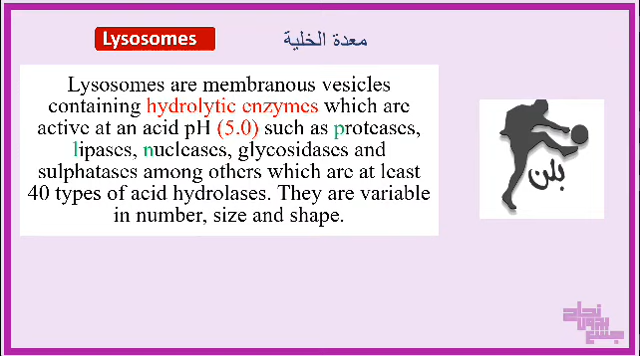 Lysosomes
معدة الخلية
Lysosomes are membranous vesicles
containing hydrolytic enzymes which are
active at an acid pH (5.0) such as proteases,
lipases, nucleases, glycosidases and
sulphatases among others which are at least
40 types of acid hydrolases. They are variable
in number, size and shape.
بلن